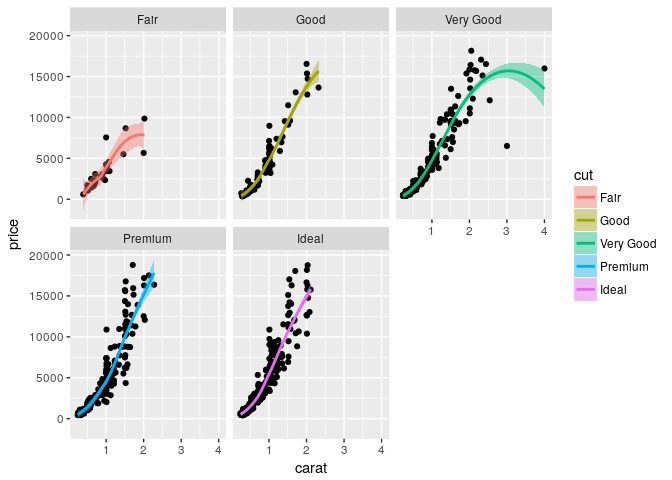 Fair Good Very Good
20000
15000
10000
5000
0
1 2 3 4
price
Premium Ideal
20000
15000
10000
5000
0
1 2 3 4 1 2 3 4
carat
cut
Fair
Good
Very Good
Premium
Ideal